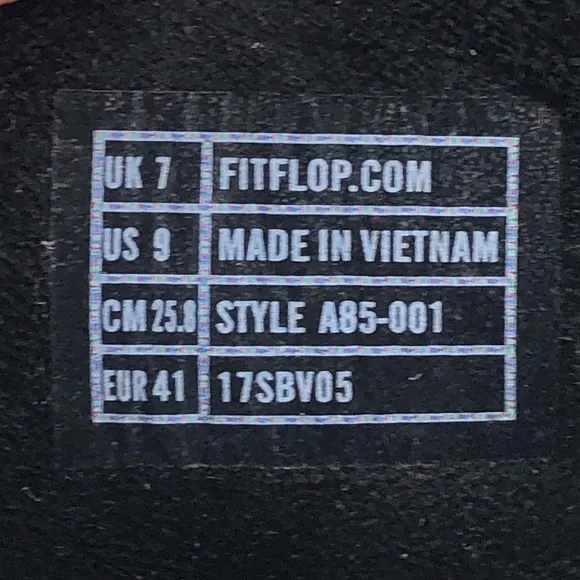 UK 7 FITFLOP.COM
US 9 MADE IN VIETNAM
CM 25.8 STYLE A85-001
EUR 41 17SBV05